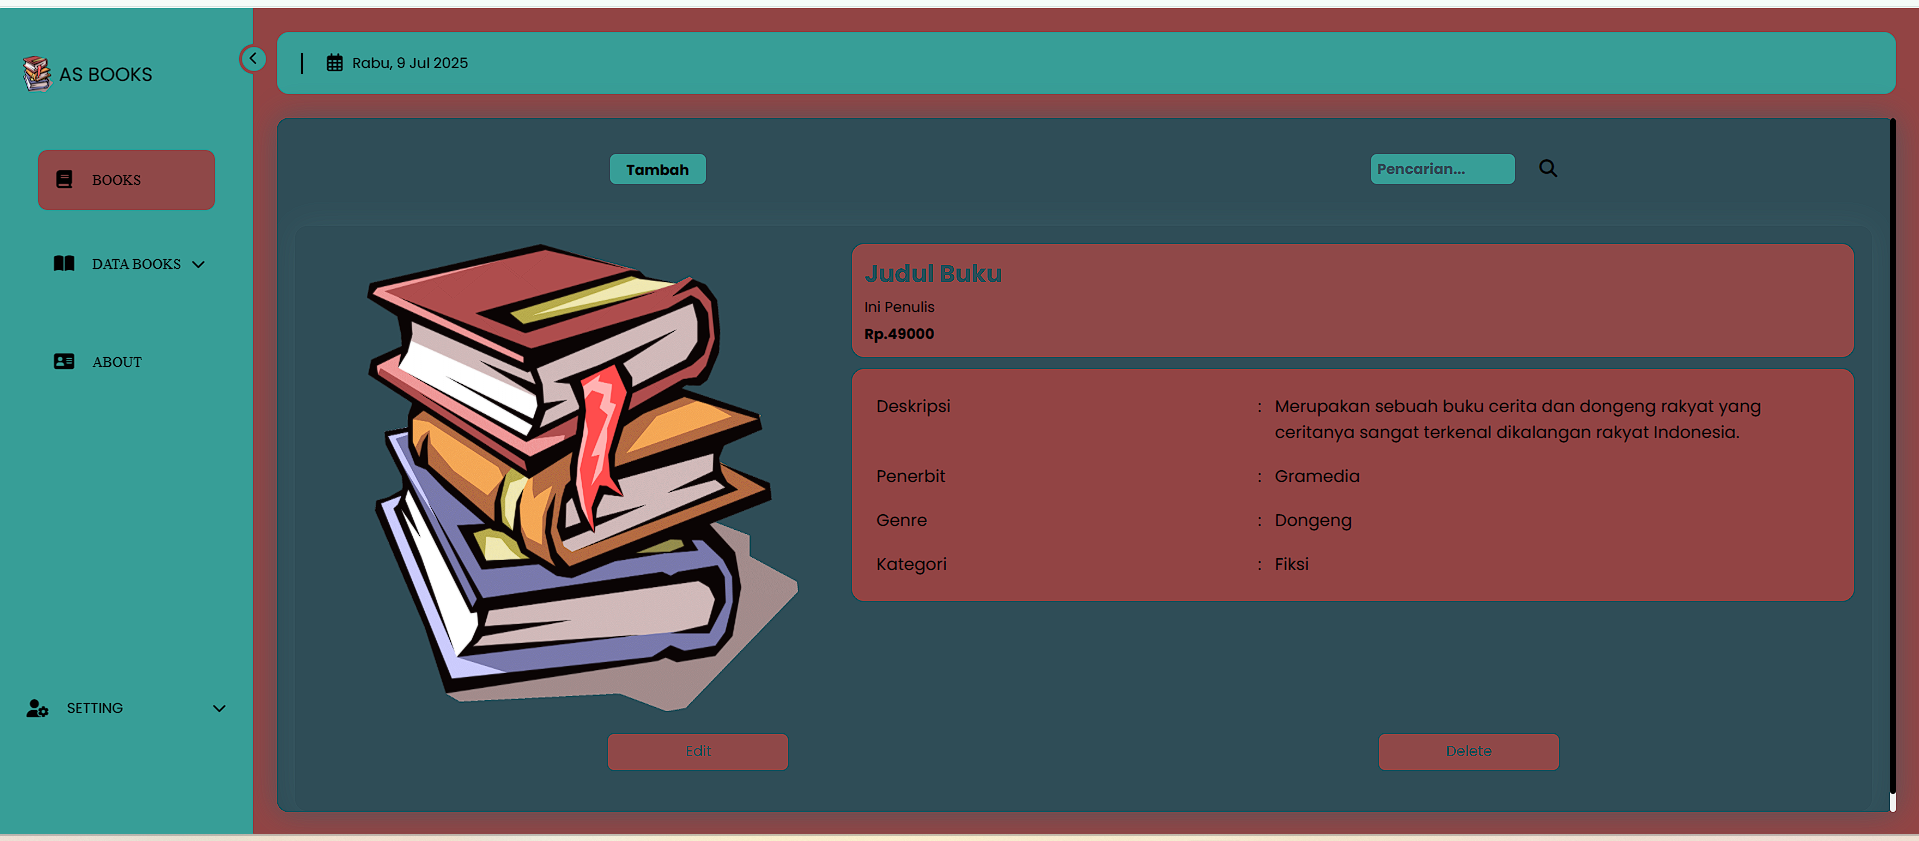 AS BOOKS
BOOKS
DATA BOOKS
ABOUT
SETTING
Rabu, 9 Jul 2025
Tambah
Pencarian...
Judul Buku
Ini Penulis
Rp.49000
Deskripsi : Merupakan sebuah buku cerita dan dongeng rakyat yang
ceritanya sangat terkenal dikalangan rakyat Indonesia.
Penerbit : Gramedia
Genre : Dongeng
Kategori : Fiksi
Edit
Delete